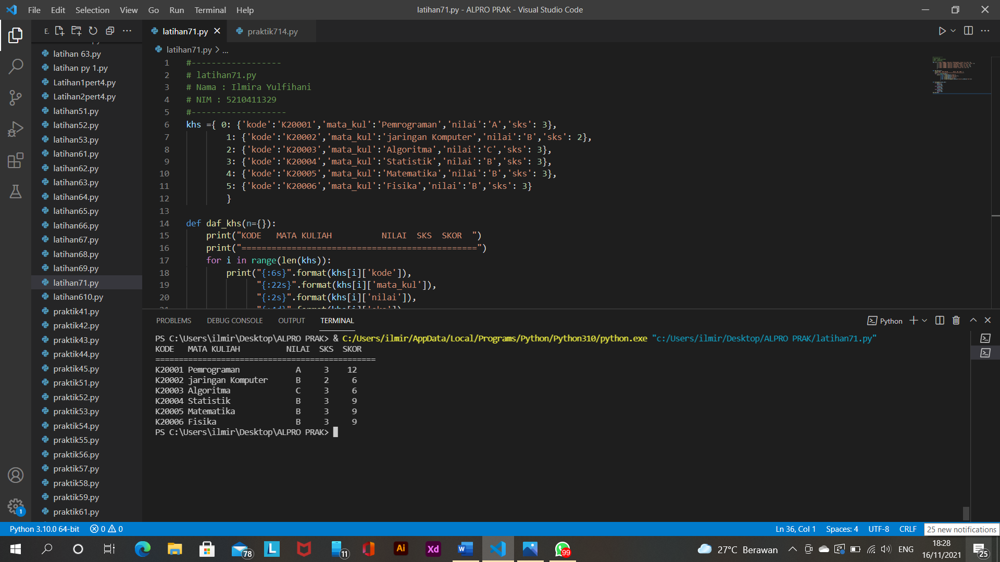 File Edit Selection View Go Run Terminal Help
latihan71.py - ALPRO PRAK - Visual Studio Code
E.
latihan 63.py
latihan py 1.py
Latihan1pert4.py
Latihan2pert4.py
latihan51.py
latihan52.py
latihan53.py
latihan61.py
latihan62.py
latihan63.py
latihan64.py
latihan65.py
latihan66.py
latihan67.py
latihan68.py
latihan69.py
latihan71.py
latihan610.py
praktik41.py
praktik42.py
praktik43.py
praktik44.py
praktik45.py
praktik51.py
praktik52.py
praktik53.py
praktik54.py
praktik55.py
praktik56.py
praktik57.py
praktik58.py
praktik59.py
praktik61.py
1
latihan71.py praktik714.py
latihan71.py > ...
1 #------------------
2 # latihan71.py
3 # Nama : Ilmira Yulfihani
4 # NIM : 5210411329
5 #-------------------
6 khs ={ 0: {'kode':'K20001','mata_kul':'Pemrograman','nilai':'A','sks': 3},
7 1: {'kode':'K20002','mata_kul':'jaringan Komputer','nilai':'B','sks': 2},
8 2: {'kode':'K20003','mata_kul':'Algoritma','nilai':'C','sks': 3},
9 3: {'kode':'K20004','mata_kul':'Statistik','nilai':'B','sks': 3},
10 4: {'kode':'K20005','mata_kul':'Matematika','nilai':'B','sks': 3},
11 5: {'kode':'K20006','mata_kul':'Fisika','nilai':'B','sks': 3}
12 }
13
14 def daf_khs(n={}):
15 print("KODE   MATA KULIAH          NILAI  SKS  SKOR  ")
16 print("===============================================")
17 for i in range(len(khs)):
18 print("{:6s}".format(khs[i]['kode']),
19 "{:22s}".format(khs[i]['mata_kul']),
20 "{:2s}".format(khs[i]['nilai']),
PROBLEMS DEBUG CONSOLE OUTPUT TERMINAL
Python
PS C:\Users\ilmir\Desktop\ALPRO PRAK> & C:/Users/ilmir/AppData/Local/Programs/Python/Python310/python.exe "c:/Users/ilmir/Desktop/ALPRO PRAK/latihan71.py"
KODE   MATA KULIAH          NILAI  SKS  SKOR
===============================================
K20001 Pemrograman            A     3    12
K20002 jaringan Komputer      B     2     6
K20003 Algoritma              C     3     6
K20004 Statistik              B     3     9
K20005 Matematika             B     3     9
K20006 Fisika                 B     3     9
PS C:\Users\ilmir\Desktop\ALPRO PRAK>
Python 3.10.0 64-bit 0 0
Ln 36, Col 1 Spaces: 4 UTF-8 CRLF 25 new notifications
78 L 11 Ai Xd W 99
27°C Berawan ENG
18:28
16/11/2021
25